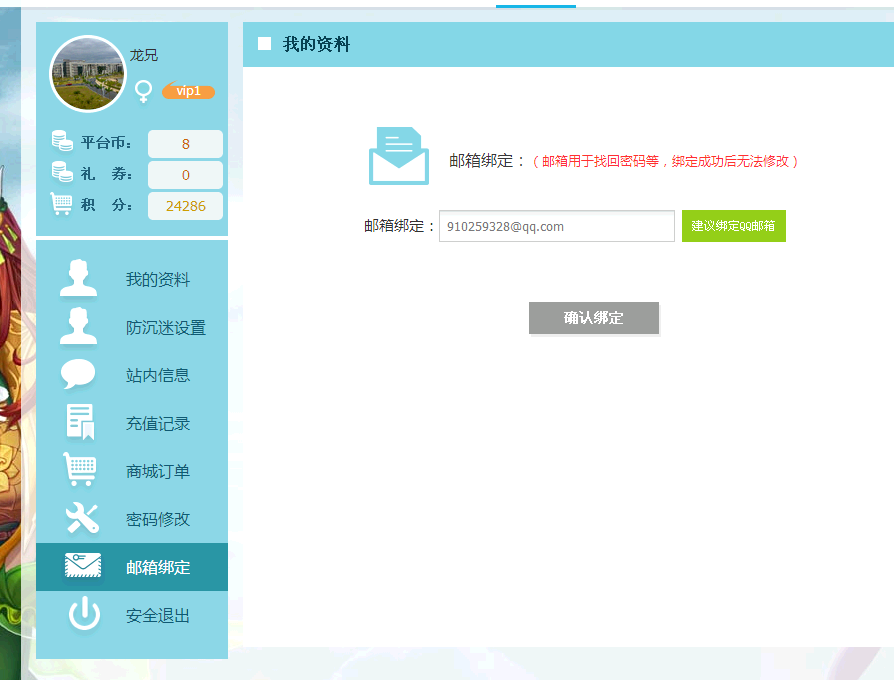 龙兄
vip1
平台币： 8
礼 券： 0
积 分： 24286
我的资料
防沉迷设置
站内信息
充值记录
商城订单
密码修改
邮箱绑定
安全退出
我的资料
邮箱绑定：（ 邮箱用于找回密码等，绑定成功后无法修改 ）
邮箱绑定： 910259328@qq.com 建议绑定QQ邮箱
确认绑定